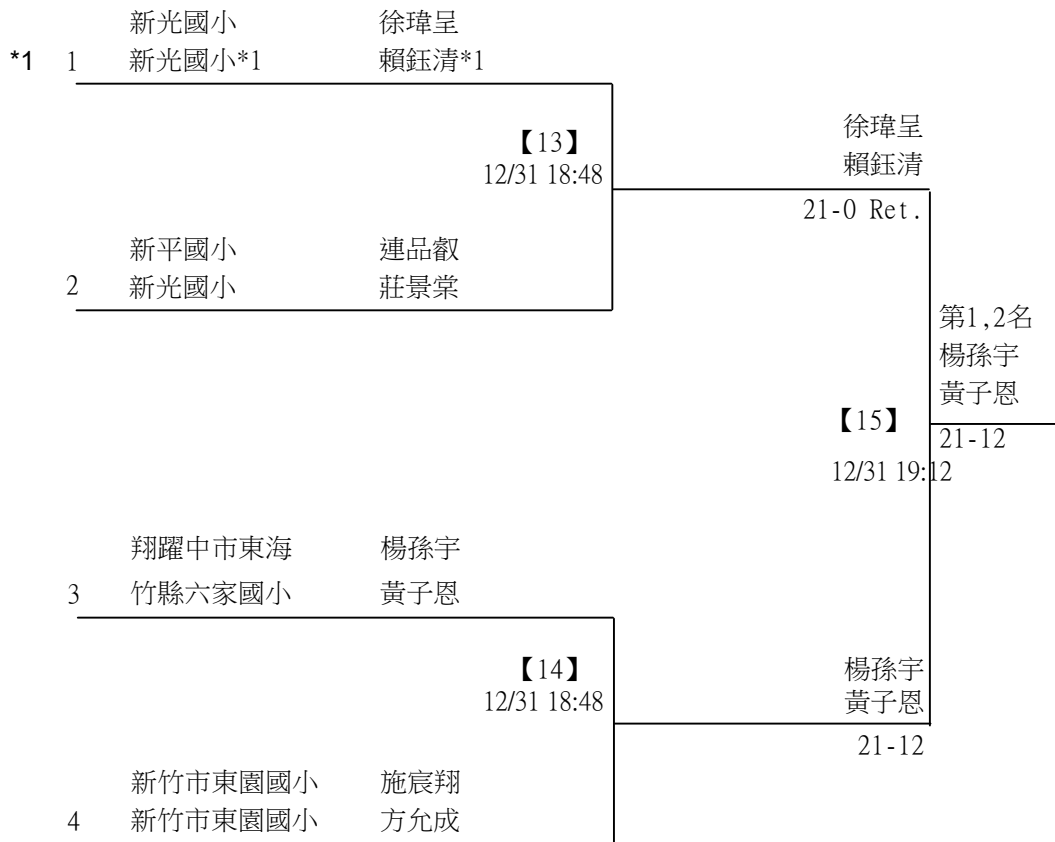 新光國小 徐瑋呈
*1 1 新光國小*1 賴鈺清*1
【13】
12/31 18:48
徐瑋呈
賴鈺清
21-0 Ret.
新平國小 連品叡
2 新光國小 莊景棠
第1,2名
楊孫宇
黃子恩
【15】
21-12
12/31 19:12
翔躍中市東海 楊孫宇
3 竹縣六家國小 黃子恩
【14】
12/31 18:48
楊孫宇
黃子恩
21-12
新竹市東園國小 施宸翔
4 新竹市東園國小 方允成